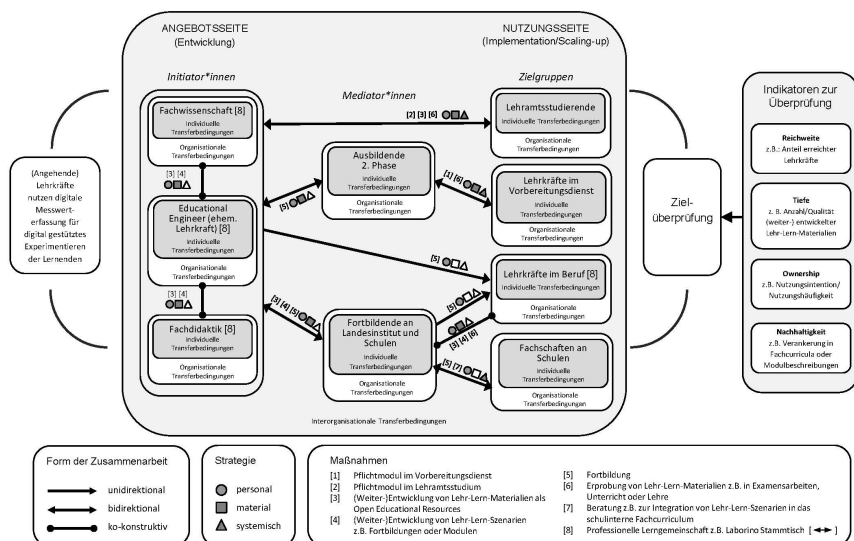 ANGEBOTSSEITE
(Entwicklung)
NUTZUNGSSEITE
(Implementation/Scaling-up)
Initiator*innen
Mediator*innen
Zielgruppen
(Angehende)
Lehrkräfte
nutzen digitale
Messwert-
erfassung für
digital gestütztes
Experimentieren
der Lernenden
Fachwissenschaft [8]
Individuelle
Transferbedingungen
Organisationale
Transferbedingungen
[3] [4]
Educational
Engineer (ehem.
Lehrkraft) [8]
Individuelle
Transferbedingungen
Organisationale
Transferbedingungen
[3] [4]
Fachdidaktik [8]
Individuelle
Transferbedingungen
Organisationale
Transferbedingungen
[2] [3] [6]
[5]
Ausbildende
2. Phase
Individuelle
Transferbedingungen
Organisationale
Transferbedingungen
[1] [6]
[5]
[3] [4] [5]
Fortbildende an
Landesinstitut und
Schulen
Individuelle
Transferbedingungen
Organisationale
Transferbedingungen
[5]
[3] [4] [6]
[5] [7]
Lehramtsstudierende
Individuelle Transferbedingungen
Organisationale
Transferbedingungen
Lehrkräfte im
Vorbereitungsdienst
Individuelle
Transferbedingungen
Organisationale
Transferbedingungen
Lehrkräfte im Beruf [8]
Individuelle Transferbedingungen
Organisationale
Transferbedingungen
Fachschaften an
Schulen
Individuelle
Transferbedingungen
Organisationale
Transferbedingungen
Interorganisationale Transferbedingungen
Ziel-
überprüfung
Indikatoren zur
Überprüfung
Reichweite
z.B.: Anteil erreichter
Lehrkräfte
Tiefe
z. B. Anzahl/Qualität
(weiter-) entwickelter
Lehr-Lern-Materialien
Ownership
z.B. Nutzungsintention/
Nutzungshäufigkeit
Nachhaltigkeit
z.B. Verankerung in
Fachcurricula oder
Modulbeschreibungen
Form der Zusammenarbeit
unidirektional
bidirektional
ko-konstruktiv
Strategie
personal
material
systemisch
Maßnahmen
[1] Pflichtmodul im Vorbereitungsdienst
[2] Pflichtmodul im Lehramtsstudium
[3] (Weiter-)Entwicklung von Lehr-Lern-Materialien als
Open Educational Resources
[4] (Weiter-)Entwicklung von Lehr-Lern-Szenarien
z.B. Fortbildungen oder Modulen
[5] Fortbildung
[6] Erprobung von Lehr-Lern-Materialien z.B. in Examensarbeiten,
Unterricht oder Lehre
[7] Beratung z.B. zur Integration von Lehr-Lern-Szenarien in das
schulinterne Fachcurriculum
[8] Professionelle Lerngemeinschaft z.B. Laborino Stammtisch [ ]